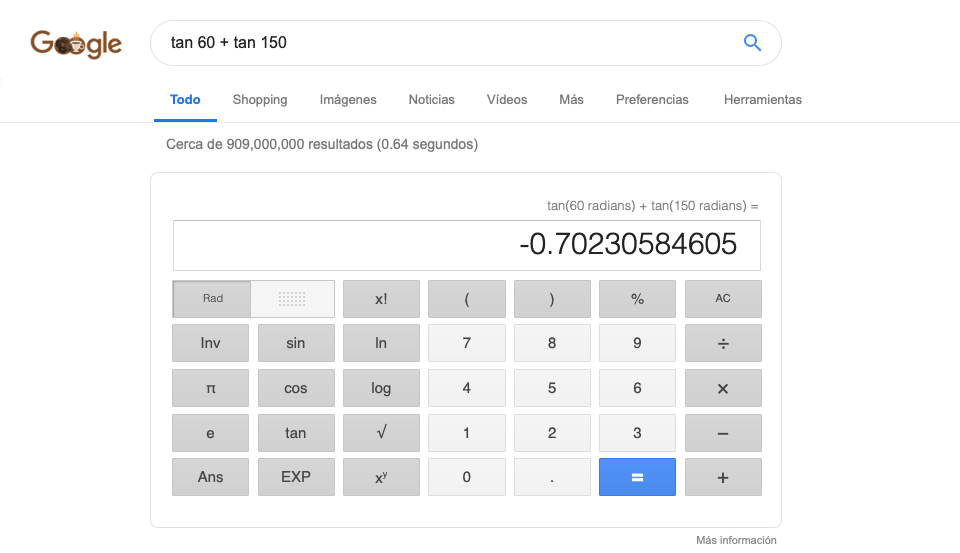 Google
tan 60 + tan 150
Todo Shopping Imágenes Noticias Vídeos Más Preferencias Herramientas
Cerca de 909,000,000 resultados (0.64 segundos)
tan(60 radians) + tan(150 radians) =
-0.70230584605
Rad x! ( ) % AC
Inv sin ln 7 8 9 ÷
π cos log 4 5 6 ×
e tan √ 1 2 3 −
Ans EXP xʸ 0 . = +
Más información